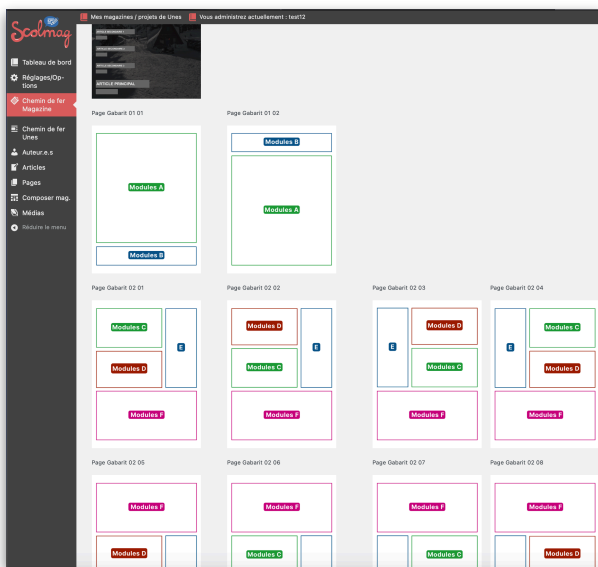 Scolmag
Mes magazines / projets de Unes
Vous administrez actuellement : test12
Tableau de bord
Réglages/Op-
tions
Chemin de fer
Magazine
Chemin de fer
Unes
Auteur.e.s
Articles
Pages
Composer mag.
Médias
Réduire le menu
ARTICLE SECONDAIRE 1
ARTICLE PRINCIPAL
Page Gabarit 01 01
Page Gabarit 01 02
Modules A
Modules B
Modules B
Modules A
Page Gabarit 02 01
Page Gabarit 02 02
Page Gabarit 02 03
Page Gabarit 02 04
Modules C
E
Modules D
Modules F
Modules D
E
Modules C
Modules F
E
Modules D
Modules C
Modules F
E
Modules C
Modules D
Modules F
Page Gabarit 02 05
Page Gabarit 02 06
Page Gabarit 02 07
Page Gabarit 02 08
Modules F
Modules D
Modules F
Modules C
Modules F
Modules C
Modules F
Modules D